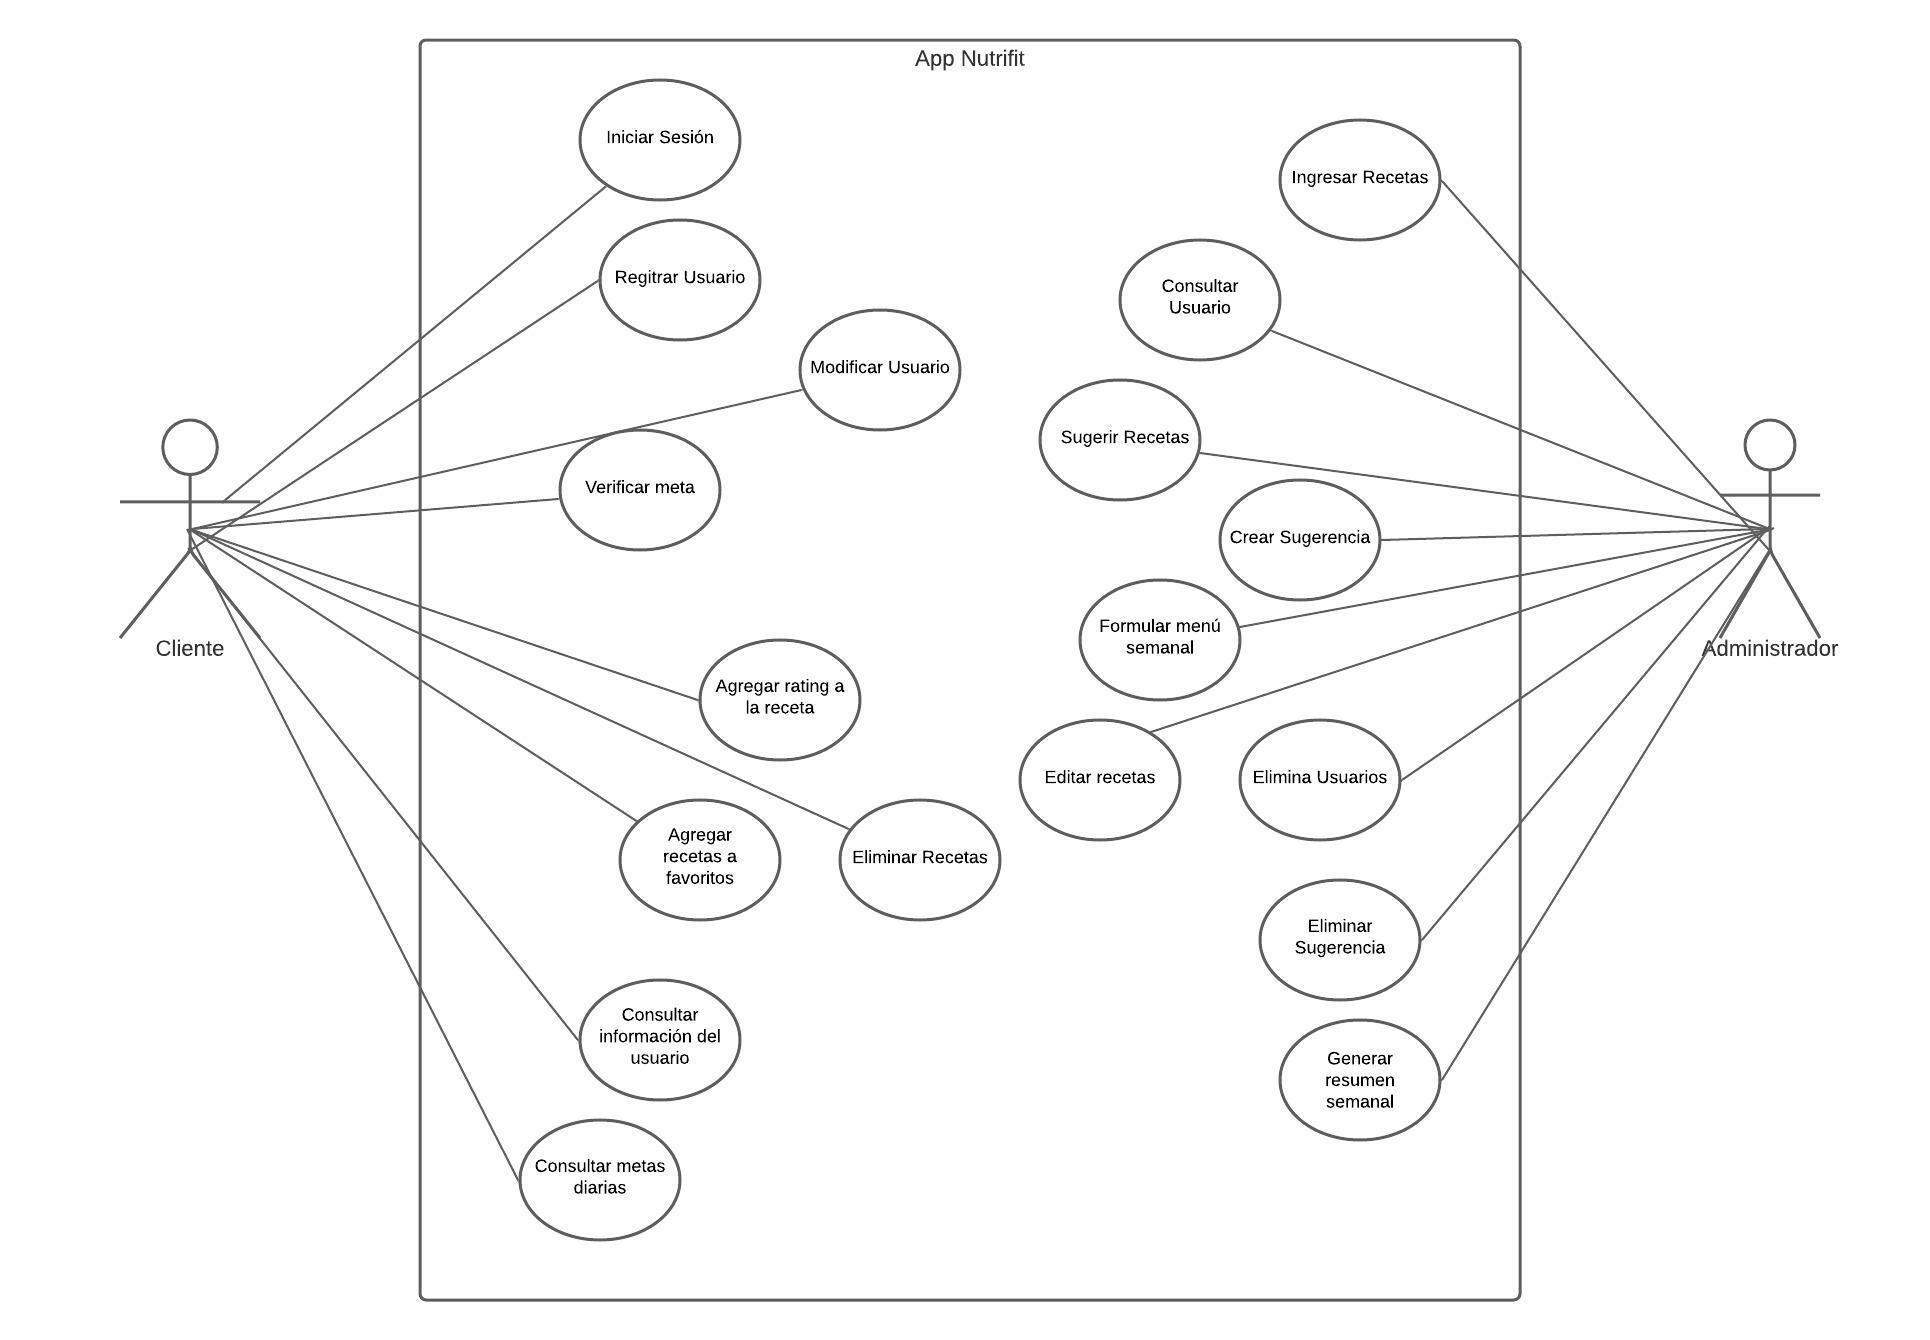 App Nutrifit
Iniciar Sesión
Ingresar Recetas
Regitrar Usuario
Consultar
Usuario
Modificar Usuario
Sugerir Recetas
Verificar meta
Crear Sugerencia
Formular menú
semanal
Cliente
Administrador
Agregar rating a
la receta
Editar recetas
Elimina Usuarios
Agregar
recetas a
favoritos
Eliminar Recetas
Eliminar
Sugerencia
Consultar
información del
usuario
Generar
resumen
semanal
Consultar metas
diarias